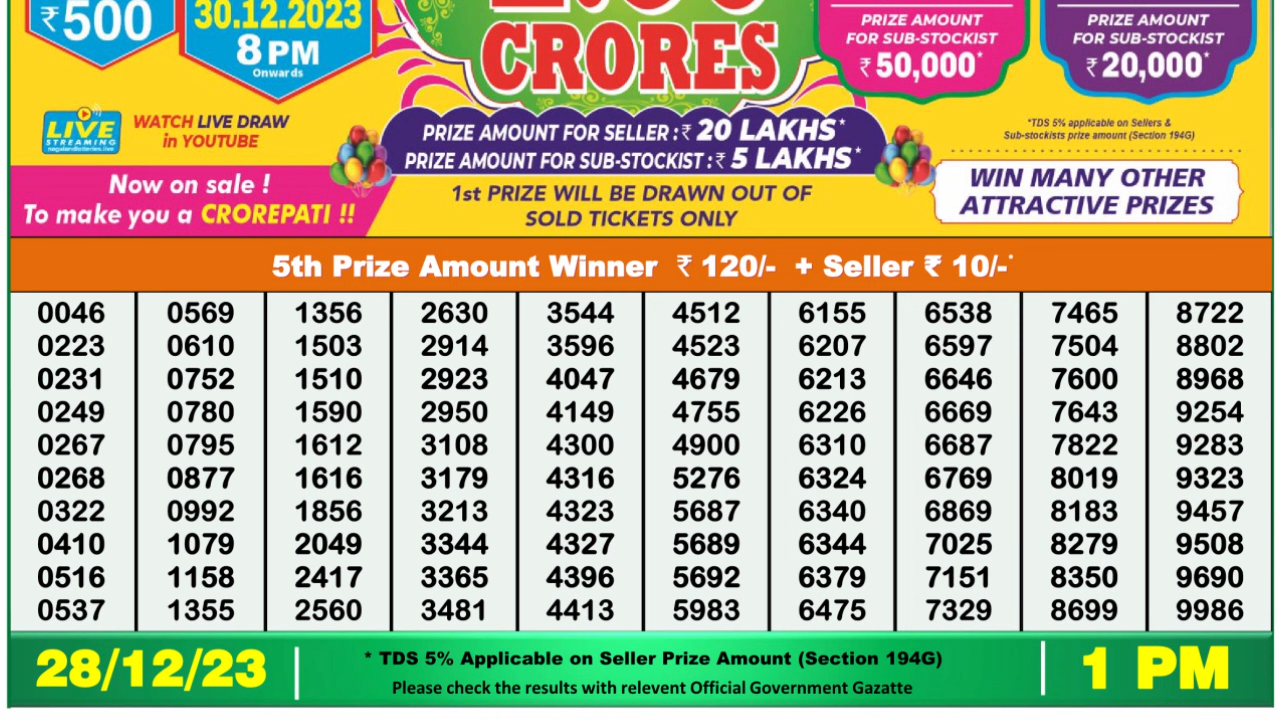 ₹500
30.12.2023
8 PM
Onwards
CRORES
PRIZE AMOUNT
FOR SUB-STOCKIST
₹50,000*
PRIZE AMOUNT
FOR SUB-STOCKIST
₹20,000*
LIVE
STREAMING
nagalandlotteries.live
WATCH LIVE DRAW
in YOUTUBE
PRIZE AMOUNT FOR SELLER : ₹ 20 LAKHS*
PRIZE AMOUNT FOR SUB-STOCKIST : ₹ 5 LAKHS*
*TDS 5% applicable on Sellers &
Sub-stockists prize amount (Section 194G)
Now on sale !
To make you a CROREPATI !!
1st PRIZE WILL BE DRAWN OUT OF
SOLD TICKETS ONLY
WIN MANY OTHER
ATTRACTIVE PRIZES
5th Prize Amount Winner ₹ 120/- + Seller ₹ 10/-*
0046 0569 1356 2630 3544 4512 6155 6538 7465 8722
0223 0610 1503 2914 3596 4523 6207 6597 7504 8802
0231 0752 1510 2923 4047 4679 6213 6646 7600 8968
0249 0780 1590 2950 4149 4755 6226 6669 7643 9254
0267 0795 1612 3108 4300 4900 6310 6687 7822 9283
0268 0877 1616 3179 4316 5276 6324 6769 8019 9323
0322 0992 1856 3213 4323 5687 6340 6869 8183 9457
0410 1079 2049 3344 4327 5689 6344 7025 8279 9508
0516 1158 2417 3365 4396 5692 6379 7151 8350 9690
0537 1355 2560 3481 4413 5983 6475 7329 8699 9986
28/12/23
* TDS 5% Applicable on Seller Prize Amount (Section 194G)
Please check the results with relevent Official Government Gazatte
1 PM